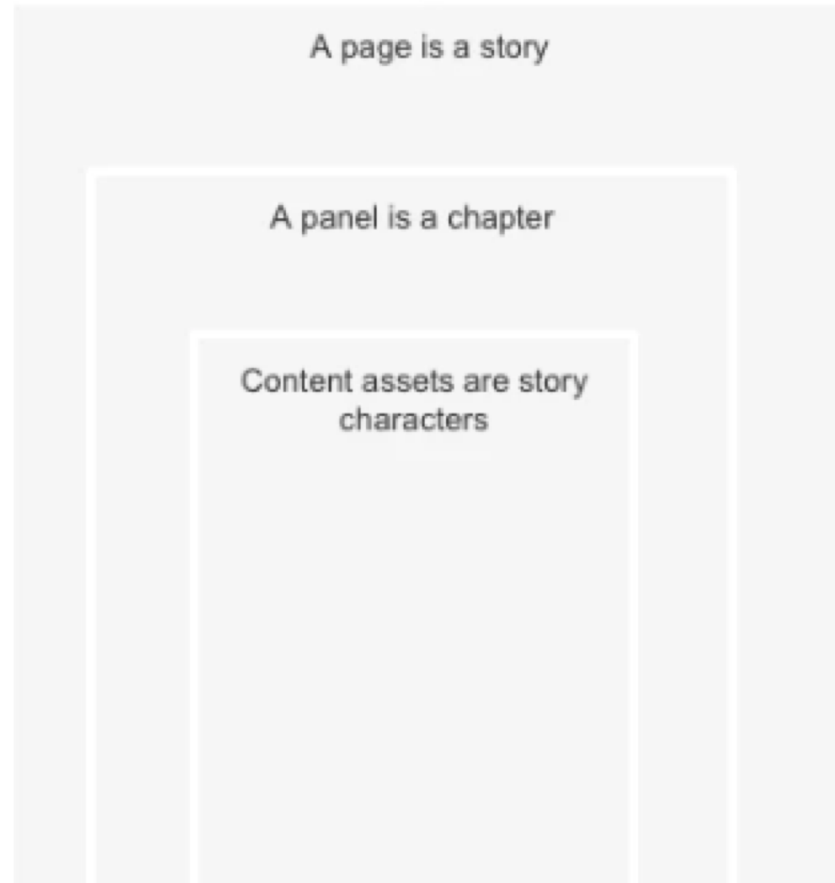 A page is a story
A panel is a chapter
Content assets are story
characters